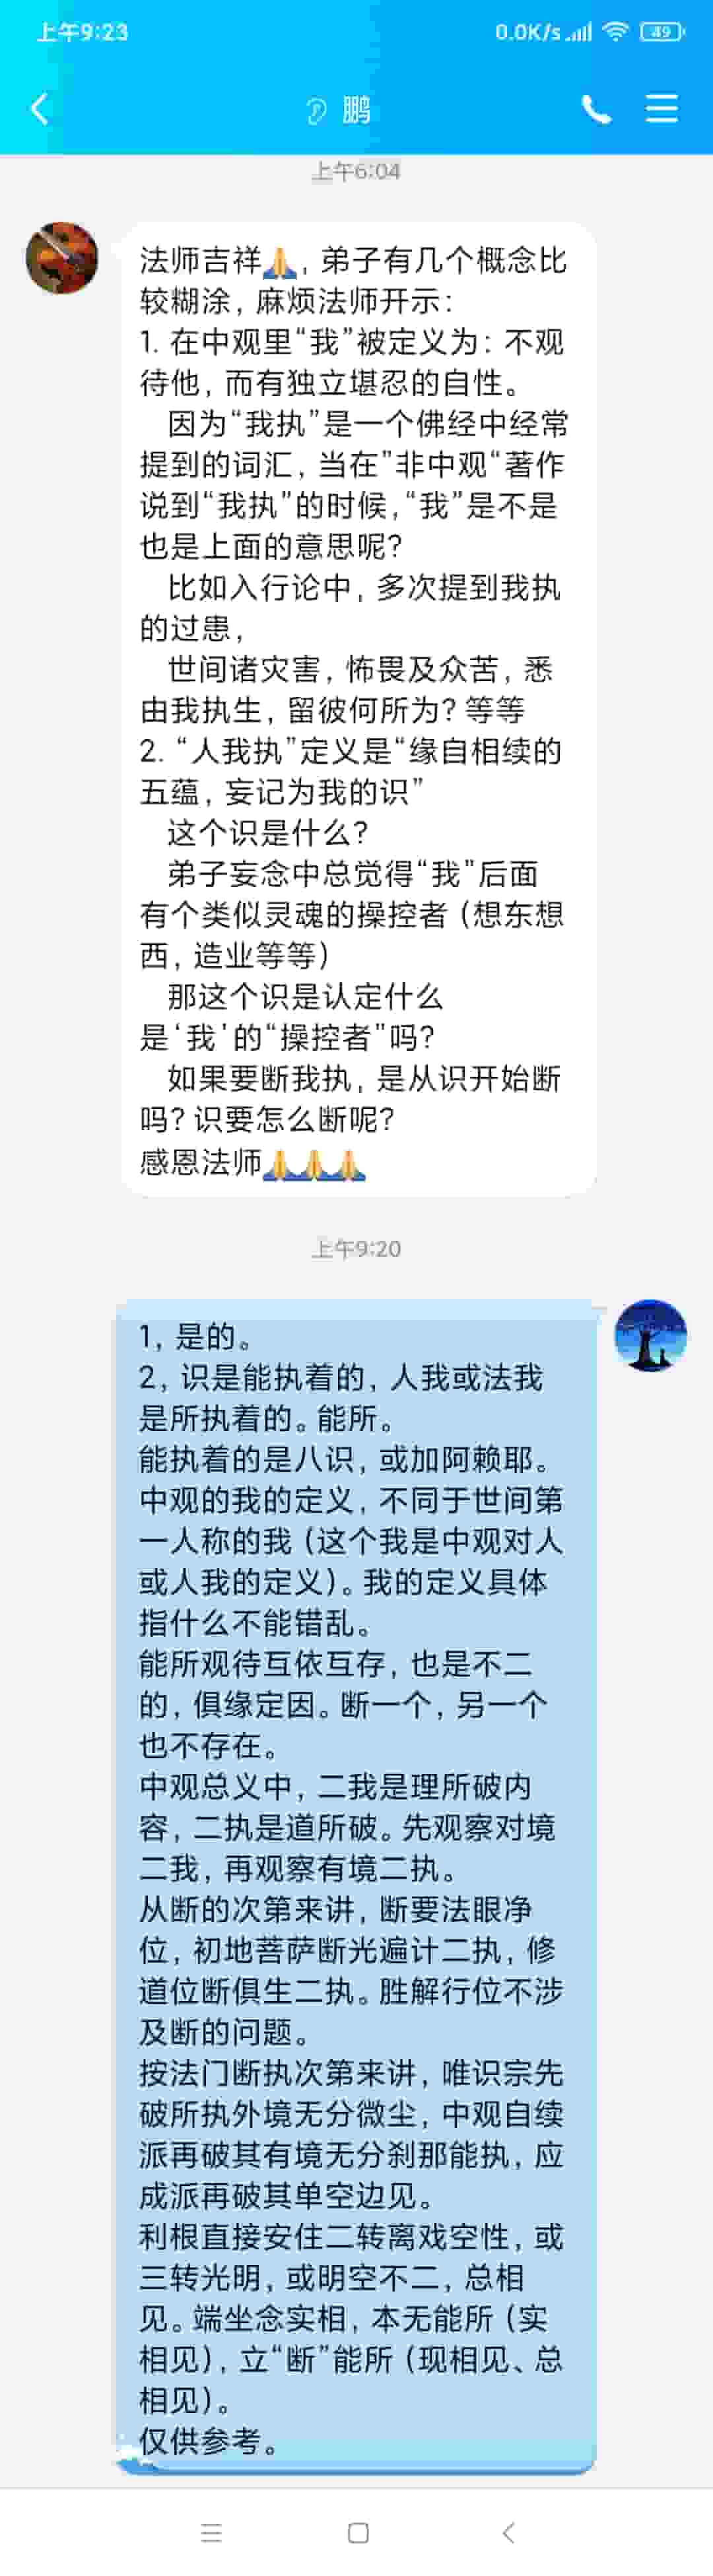 上午9:23
0.0K/s
49
鹏
上午6:04
法师吉祥🙏，弟子有几个概念比
较糊涂，麻烦法师开示：
1. 在中观里“我”被定义为：不观
待他，而有独立堪忍的自性。
因为“我执”是一个佛经中经常
提到的词汇，当在”非中观“著作
说到“我执”的时候，“我”是不是
也是上面的意思呢？
比如入行论中，多次提到我执
的过患，
世间诸灾害，怖畏及众苦，悉
由我执生，留彼何所为？等等
2. “人我执”定义是“缘自相续的
五蕴，妄记为我的识”
这个识是什么？
弟子妄念中总觉得“我”后面
有个类似灵魂的操控者（想东想
西，造业等等）
那这个识是认定什么
是‘我’的“操控者”吗？
如果要断我执，是从识开始断
吗？识要怎么断呢？
感恩法师🙏🙏🙏
上午9:20
1，是的。
2，识是能执着的，人我或法我
是所执着的。能所。
能执着的是八识，或加阿赖耶。
中观的我的定义，不同于世间第
一人称的我（这个我是中观对人
或人我的定义）。我的定义具体
指什么不能错乱。
能所观待互依互存，也是不二
的，俱缘定因。断一个，另一个
也不存在。
中观总义中，二我是理所破内
容，二执是道所破。先观察对境
二我，再观察有境二执。
从断的次第来讲，断要法眼净
位，初地菩萨断光遍计二执，修
道位断俱生二执。胜解行位不涉
及断的问题。
按法门断执次第来讲，唯识宗先
破所执外境无分微尘，中观自续
派再破其有境无分刹那能执，应
成派再破其单空边见。
利根直接安住二转离戏空性，或
三转光明，或明空不二，总相
见。端坐念实相，本无能所（实
相见），立“断”能所（现相见、总
相见）。
仅供参考。